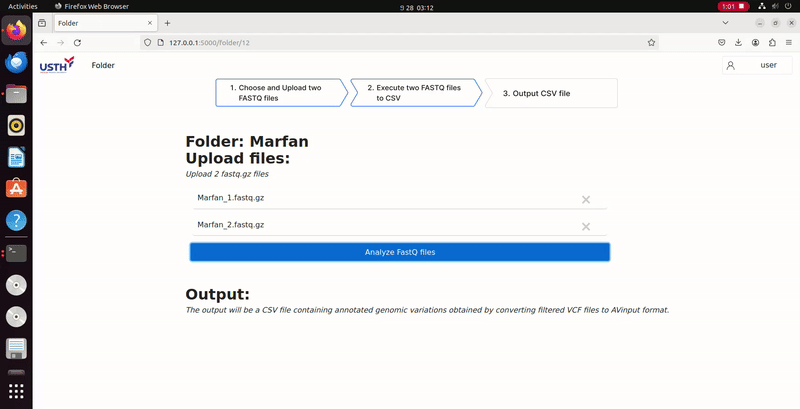 Activities
Firefox Web Browser
28 03:12
1:01
Folder
127.0.0.1:5000/folder/12
USTH
Folder
user
1. Choose and Upload two
FASTQ files
2. Execute two FASTQ files
to CSV
3. Output CSV file
Folder: Marfan
Upload files:
Upload 2 fastq.gz files
Marfan_1.fastq.gz
Marfan_2.fastq.gz
Analyze FastQ files
Output:
The output will be a CSV file containing annotated genomic variations obtained by converting filtered VCF files to AVinput format.